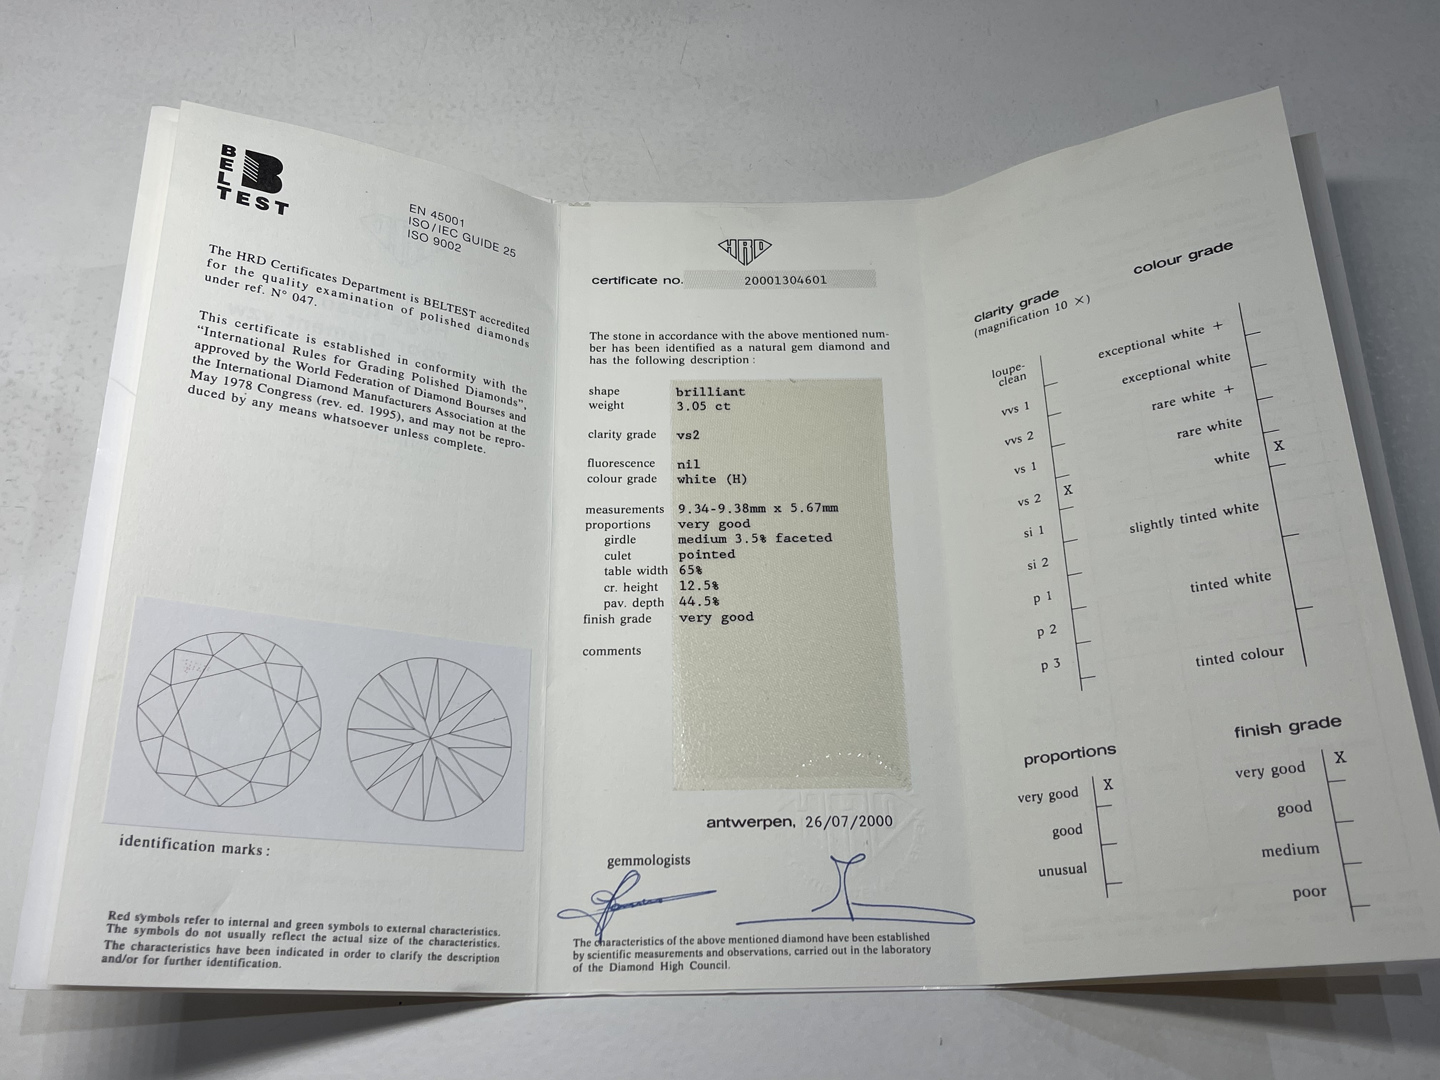 BELTEST
EN 45001
ISO/IEC GUIDE 25
ISO 9002
The HRD Certificates Department is BELTEST accredited
for the quality examination of polished diamonds
under ref. N° 047.
This certificate is established in conformity with the
“International Rules for Grading Polished Diamonds”,
approved by the World Federation of Diamond Bourses and
the International Diamond Manufacturers Association at the
May 1978 Congress (rev. ed. 1995), and may not be repro-
duced by any means whatsoever unless complete.
identification marks :
Red symbols refer to internal and green symbols to external characteristics.
The symbols do not usually reflect the actual size of the characteristics.
The characteristics have been indicated in order to clarify the description
and/or for further identification.
HRD
certificate no. 20001304601
The stone in accordance with the above mentioned num-
ber has been identified as a natural gem diamond and
has the following description :
shape brilliant
weight 3.05 ct
clarity grade vs2
fluorescence nil
colour grade white (H)
measurements 9.34-9.38mm x 5.67mm
proportions very good
girdle medium 3.5% faceted
culet pointed
table width 65%
cr. height 12.5%
pav. depth 44.5%
finish grade very good
comments
antwerpen, 26/07/2000
gemmologists
The characteristics of the above mentioned diamond have been established
by scientific measurements and observations, carried out in the laboratory
of the Diamond High Council.
clarity grade
(magnification 10 ×)
loupe-
clean
vvs 1
vvs 2
vs 1
vs 2 X
si 1
si 2
p 1
p 2
p 3
colour grade
exceptional white +
exceptional white
rare white +
rare white
white X
slightly tinted white
tinted white
tinted colour
proportions
very good X
good
unusual
finish grade
very good X
good
medium
poor